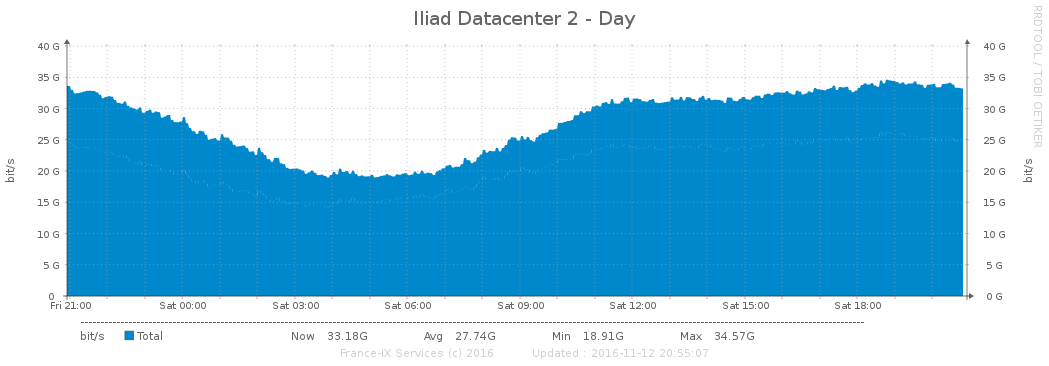 Iliad Datacenter 2 - Day
RRDTOOL / TOBI OETIKER
40 G 40 G
35 G 35 G
30 G 30 G
25 G 25 G
20 G 20 G
15 G 15 G
10 G 10 G
5 G 5 G
0 0 G
bit/s bit/s
Fri 21:00 Sat 00:00 Sat 03:00 Sat 06:00 Sat 09:00 Sat 12:00 Sat 15:00 Sat 18:00
bit/s Total Now 33.18G Avg 27.74G Min 18.91G Max 34.57G
France-IX Services (c) 2016 Updated : 2016-11-12 20:55:07